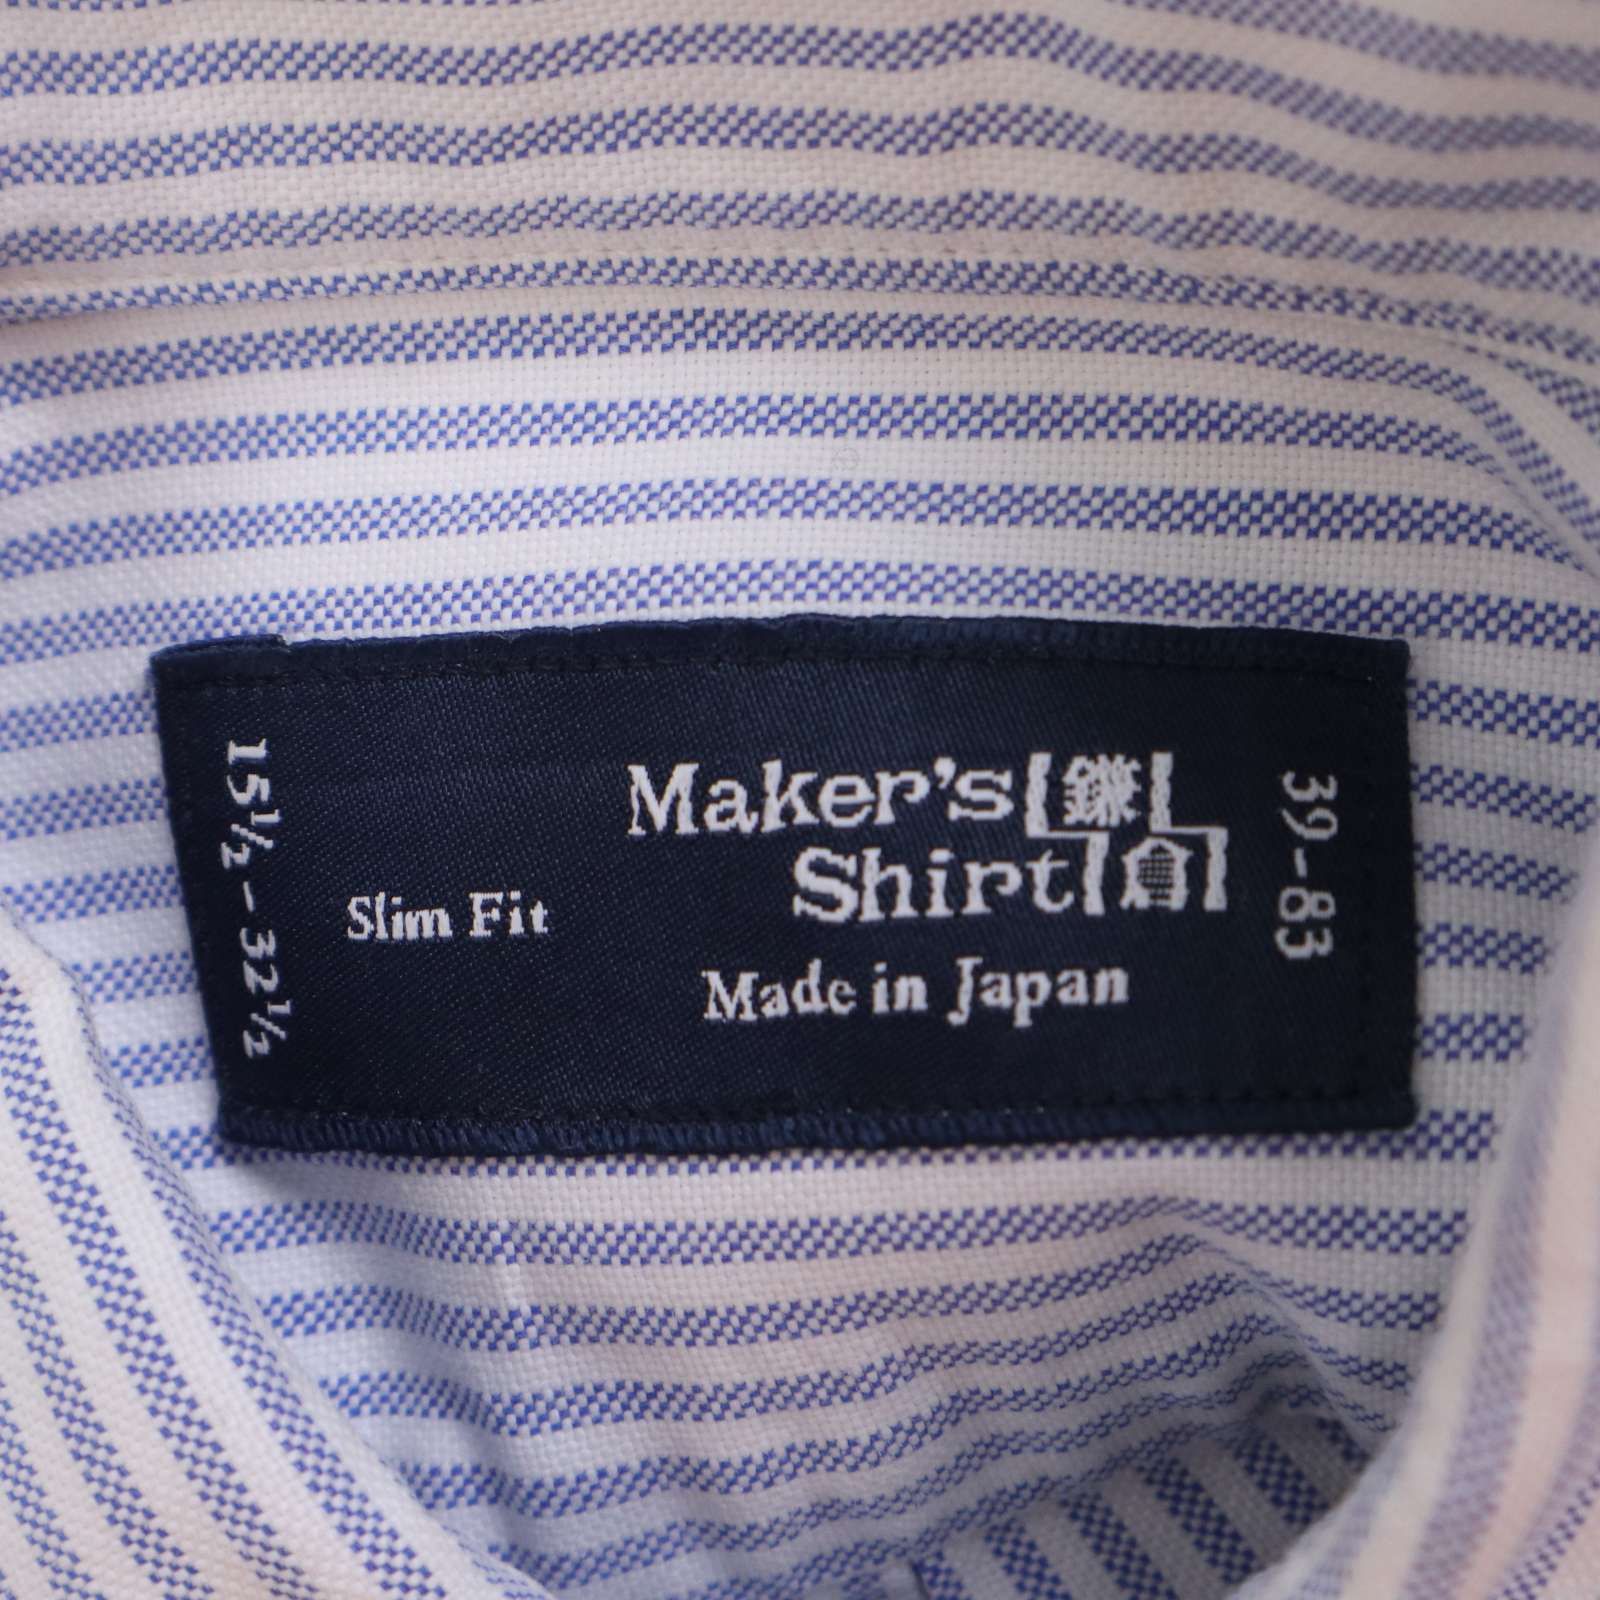 15½-32½
Slim Fit
Maker's 鎌
Shirt 倉
Made in Japan
39-83